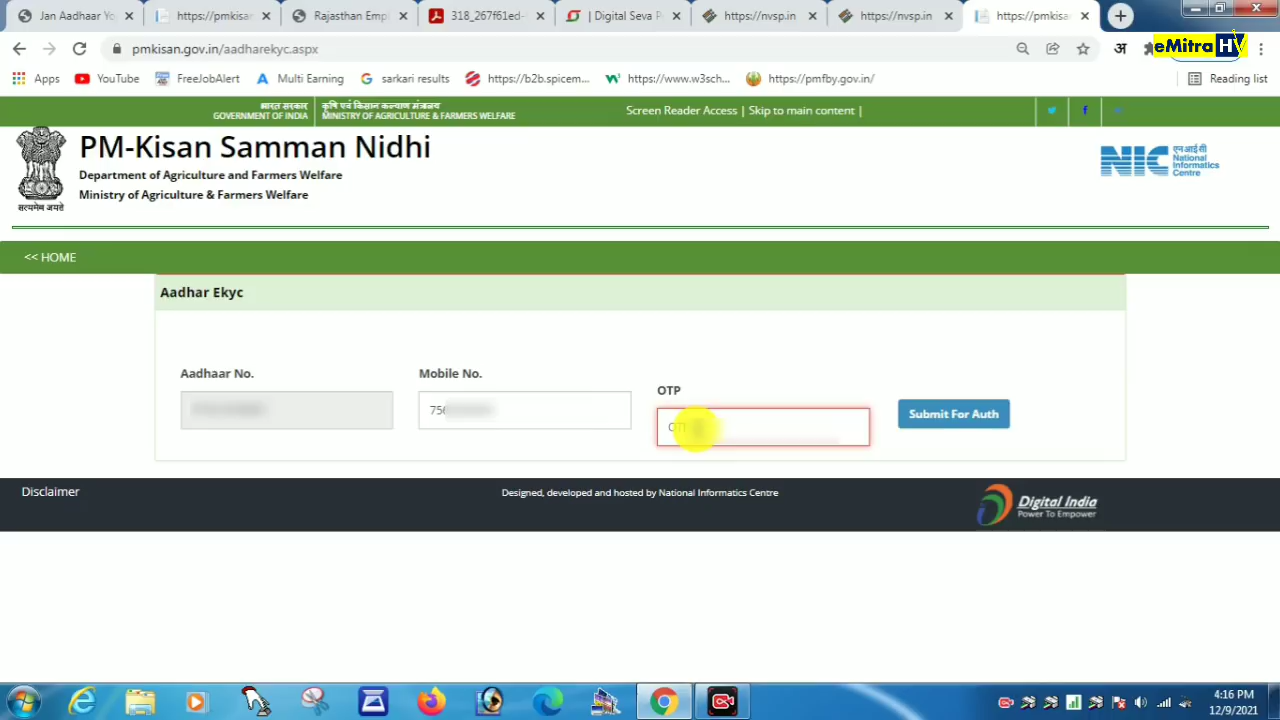 Jan Aadhaar Yo
https://pmkisan
Rajasthan Empl
318_267f61ed-
| Digital Seva P
https://nvsp.in
https://nvsp.in
https://pmkisa
pmkisan.gov.in/aadharekyc.aspx
अ
eMitra HV
Apps
YouTube
FreeJobAlert
Multi Earning
sarkari results
https://b2b.spicem...
https://www.w3sch...
https://pmfby.gov.in/
Reading list
भारत सरकार
GOVERNMENT OF INDIA
कृषि एवं किसान कल्याण मंत्रालय
MINISTRY OF AGRICULTURE & FARMERS WELFARE
Screen Reader Access | Skip to main content |
PM-Kisan Samman Nidhi
Department of Agriculture and Farmers Welfare
Ministry of Agriculture & Farmers Welfare
सत्यमेव जयते
NIC
एन आई सी
National
Informatics
Centre
<< HOME
Aadhar Ekyc
Aadhaar No.
Mobile No.
OTP
756
Submit For Auth
Disclaimer
Designed, developed and hosted by National Informatics Centre
Digital India
Power To Empower
4:16 PM
12/9/2021